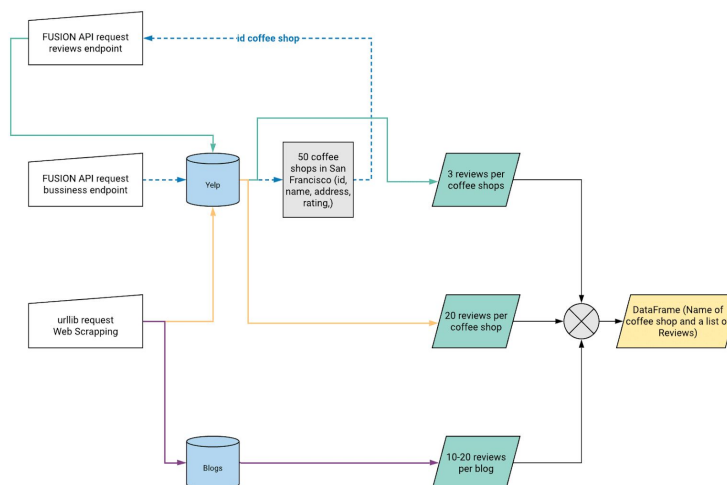 FUSION API request
reviews endpoint
id coffee shop
FUSION API request
bussiness endpoint
Yelp
50 coffee
shops in San
Francisco (id,
name, address,
rating,)
3 reviews per
coffee shops
urllib request
Web Scrapping
20 reviews per
coffee shop
DataFrame (Name of
coffee shop and a list o
Reviews)
Blogs
10-20 reviews
per blog